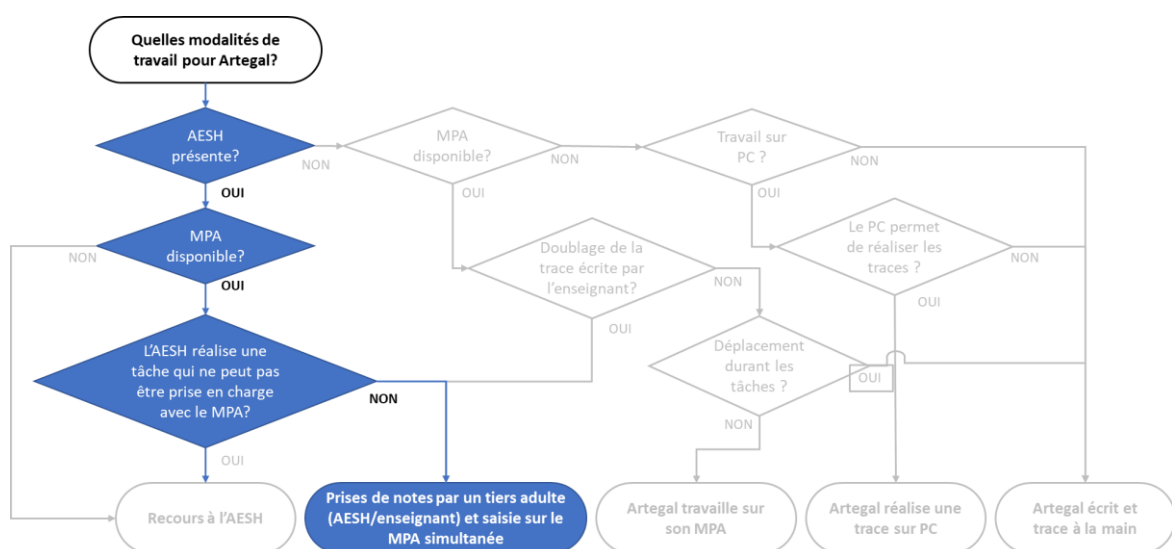 Quelles modalités de
travail pour Artegal?
AESH
présente?
NON
MPA
disponible?
NON
Travail sur
PC ?
NON
OUI
OUI
OUI
MPA
disponible?
NON
OUI
Doublage de la
trace écrite par
l'enseignant?
NON
OUI
Le PC permet
de réaliser les
traces ?
NON
OUI
L'AESH réalise une
tâche qui ne peut pas
être prise en charge
avec le MPA?
NON
OUI
Déplacement
durant les
tâches ?
OUI
NON
Recours à l'AESH
Prises de notes par un tiers adulte
(AESH/enseignant) et saisie sur le
MPA simultanée
Artegal travaille sur
son MPA
Artegal réalise une
trace sur PC
Artegal écrit et
trace à la main